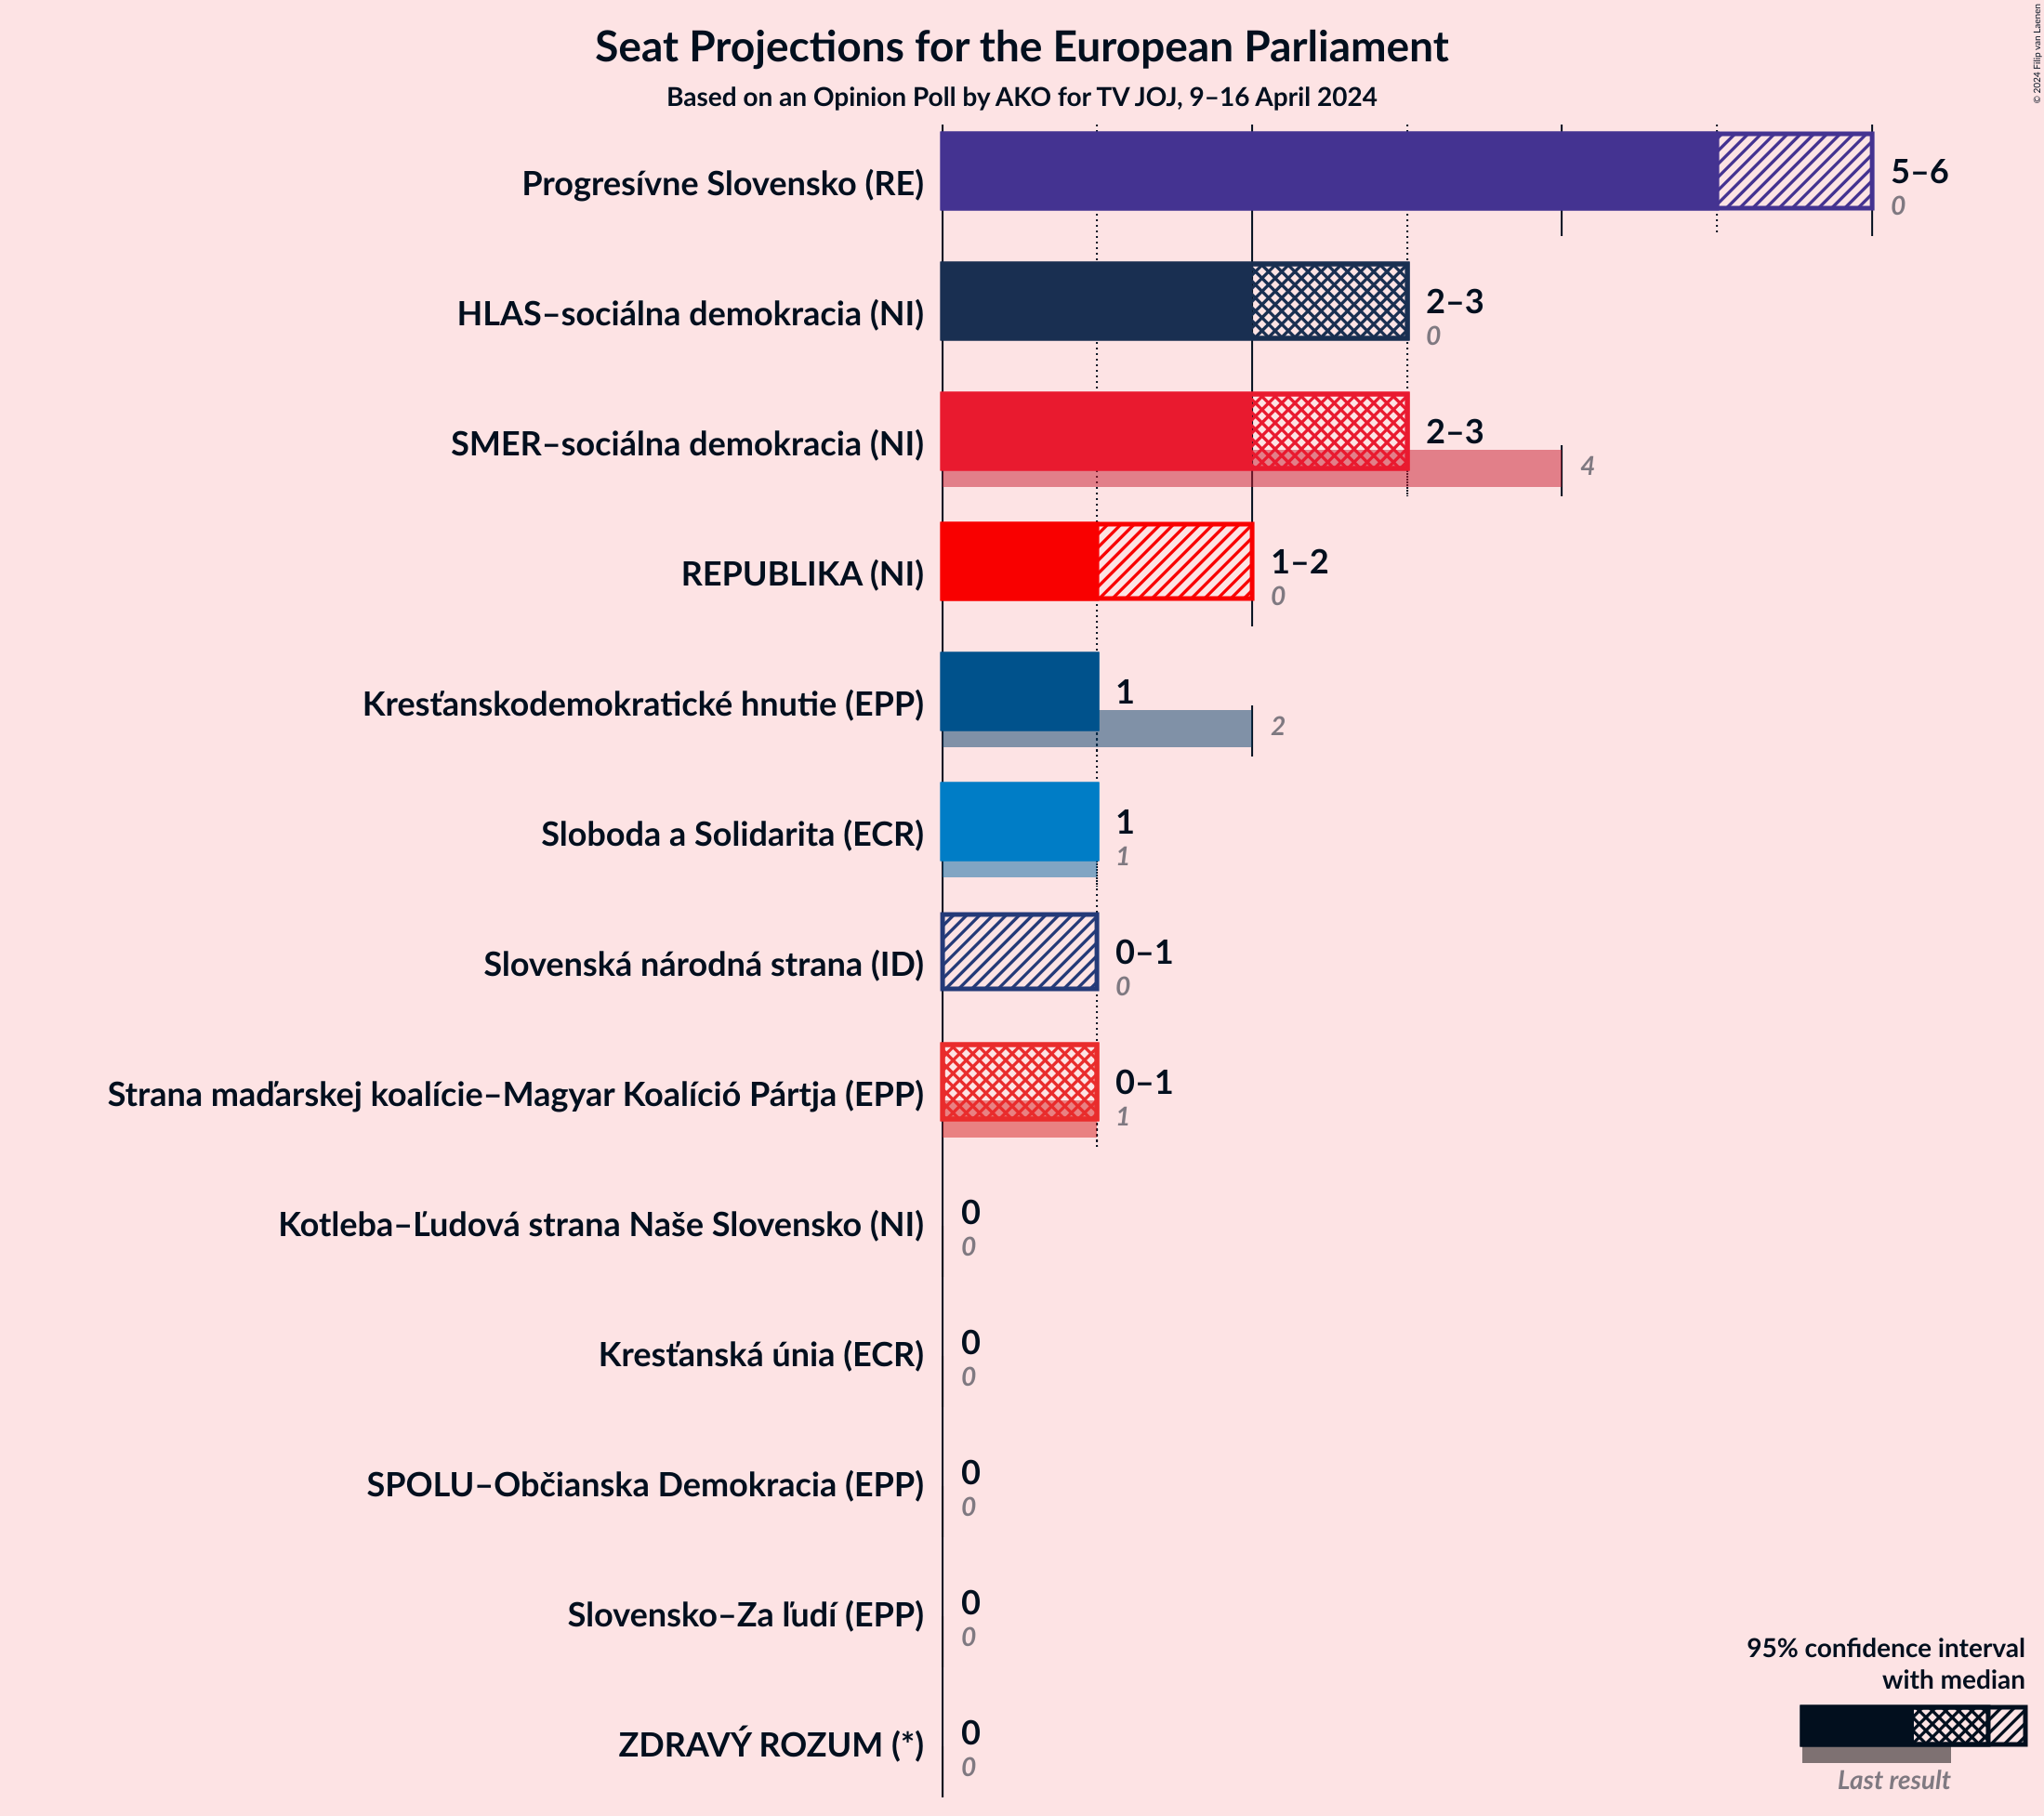 Seat Projections for the European Parliament
Based on an Opinion Poll by AKO for TV JOJ, 9–16 April 2024
© 2024 Filip van Laenen
Progresívne Slovensko (RE)
5–6
0
HLAS–sociálna demokracia (NI)
2–3
0
SMER–sociálna demokracia (NI)
2–3
4
REPUBLIKA (NI)
1–2
0
Kresťanskodemokratické hnutie (EPP)
1
2
Sloboda a Solidarita (ECR)
1
1
Slovenská národná strana (ID)
0–1
0
Strana maďarskej koalície–Magyar Koalíció Pártja (EPP)
0–1
1
Kotleba–Ľudová strana Naše Slovensko (NI)
0
0
Kresťanská únia (ECR)
0
0
SPOLU–Občianska Demokracia (EPP)
0
0
Slovensko–Za ľudí (EPP)
0
0
ZDRAVÝ ROZUM (*)
0
0
95% confidence interval
with median
Last result